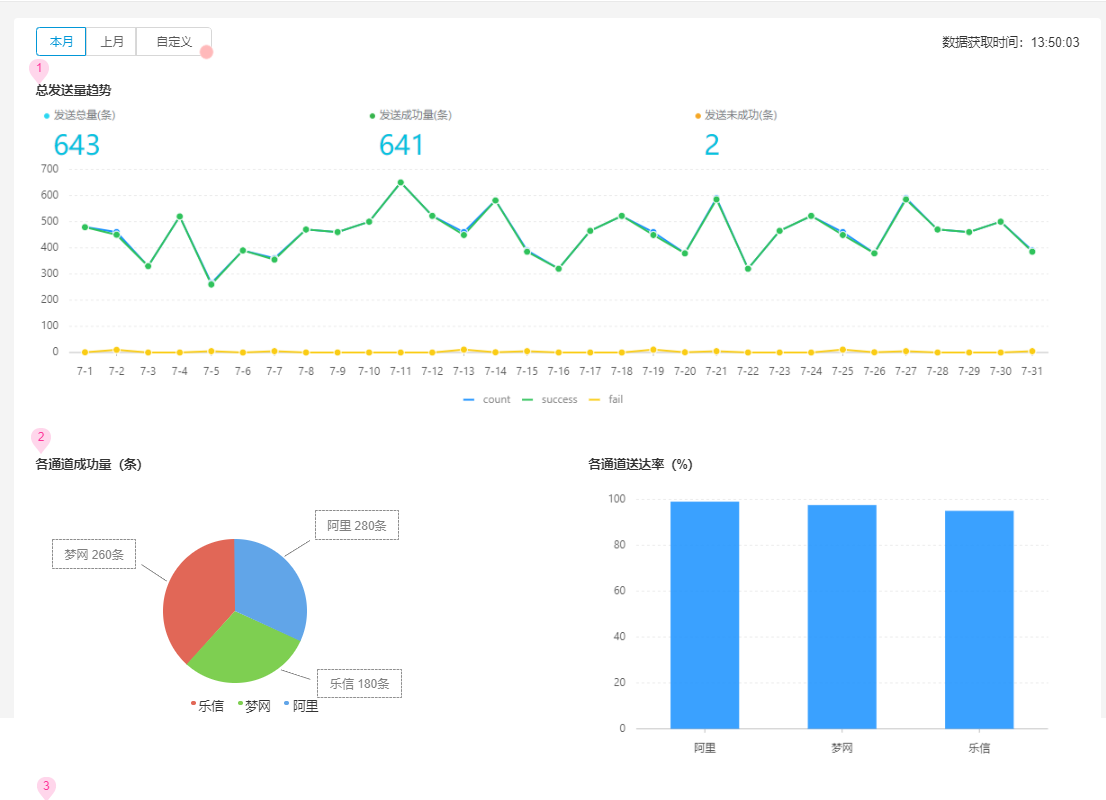 本月 上月 自定义 数据获取时间：13:50:03
1
总发送量趋势
发送总量(条) 发送成功量(条) 发送未成功(条)
643 641 2
700
600
500
400
300
200
100
0
7-1 7-2 7-3 7-4 7-5 7-6 7-7 7-8 7-9 7-10 7-11 7-12 7-13 7-14 7-15 7-16 7-17 7-18 7-19 7-20 7-21 7-22 7-23 7-24 7-25 7-26 7-27 7-28 7-29 7-30 7-31
count success fail
2
各通道成功量（条） 各通道送达率（%）
阿里 280条
梦网 260条
乐信 180条
乐信 梦网 阿里
100
80
60
40
20
0
阿里 梦网 乐信
3